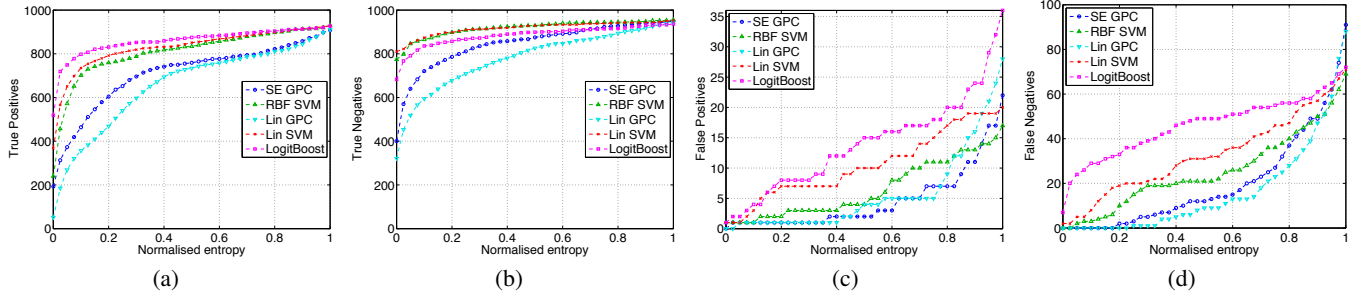 True Positives
1000
800
600
400
200
0
0
0.2
0.4
0.6
0.8
1
Normalised entropy
SE GPC
RBF SVM
Lin GPC
Lin SVM
LogitBoost
(a)
True Negatives
1000
800
600
400
200
0
0
0.2
0.4
0.6
0.8
1
Normalised entropy
SE GPC
RBF SVM
Lin GPC
Lin SVM
LogitBoost
(b)
False Positives
35
30
25
20
15
10
5
0
0
0.2
0.4
0.6
0.8
1
Normalised entropy
SE GPC
RBF SVM
Lin GPC
Lin SVM
LogitBoost
(c)
False Negatives
100
80
60
40
20
0
0
0.2
0.4
0.6
0.8
1
Normalised entropy
SE GPC
RBF SVM
Lin GPC
Lin SVM
LogitBoost
(d)